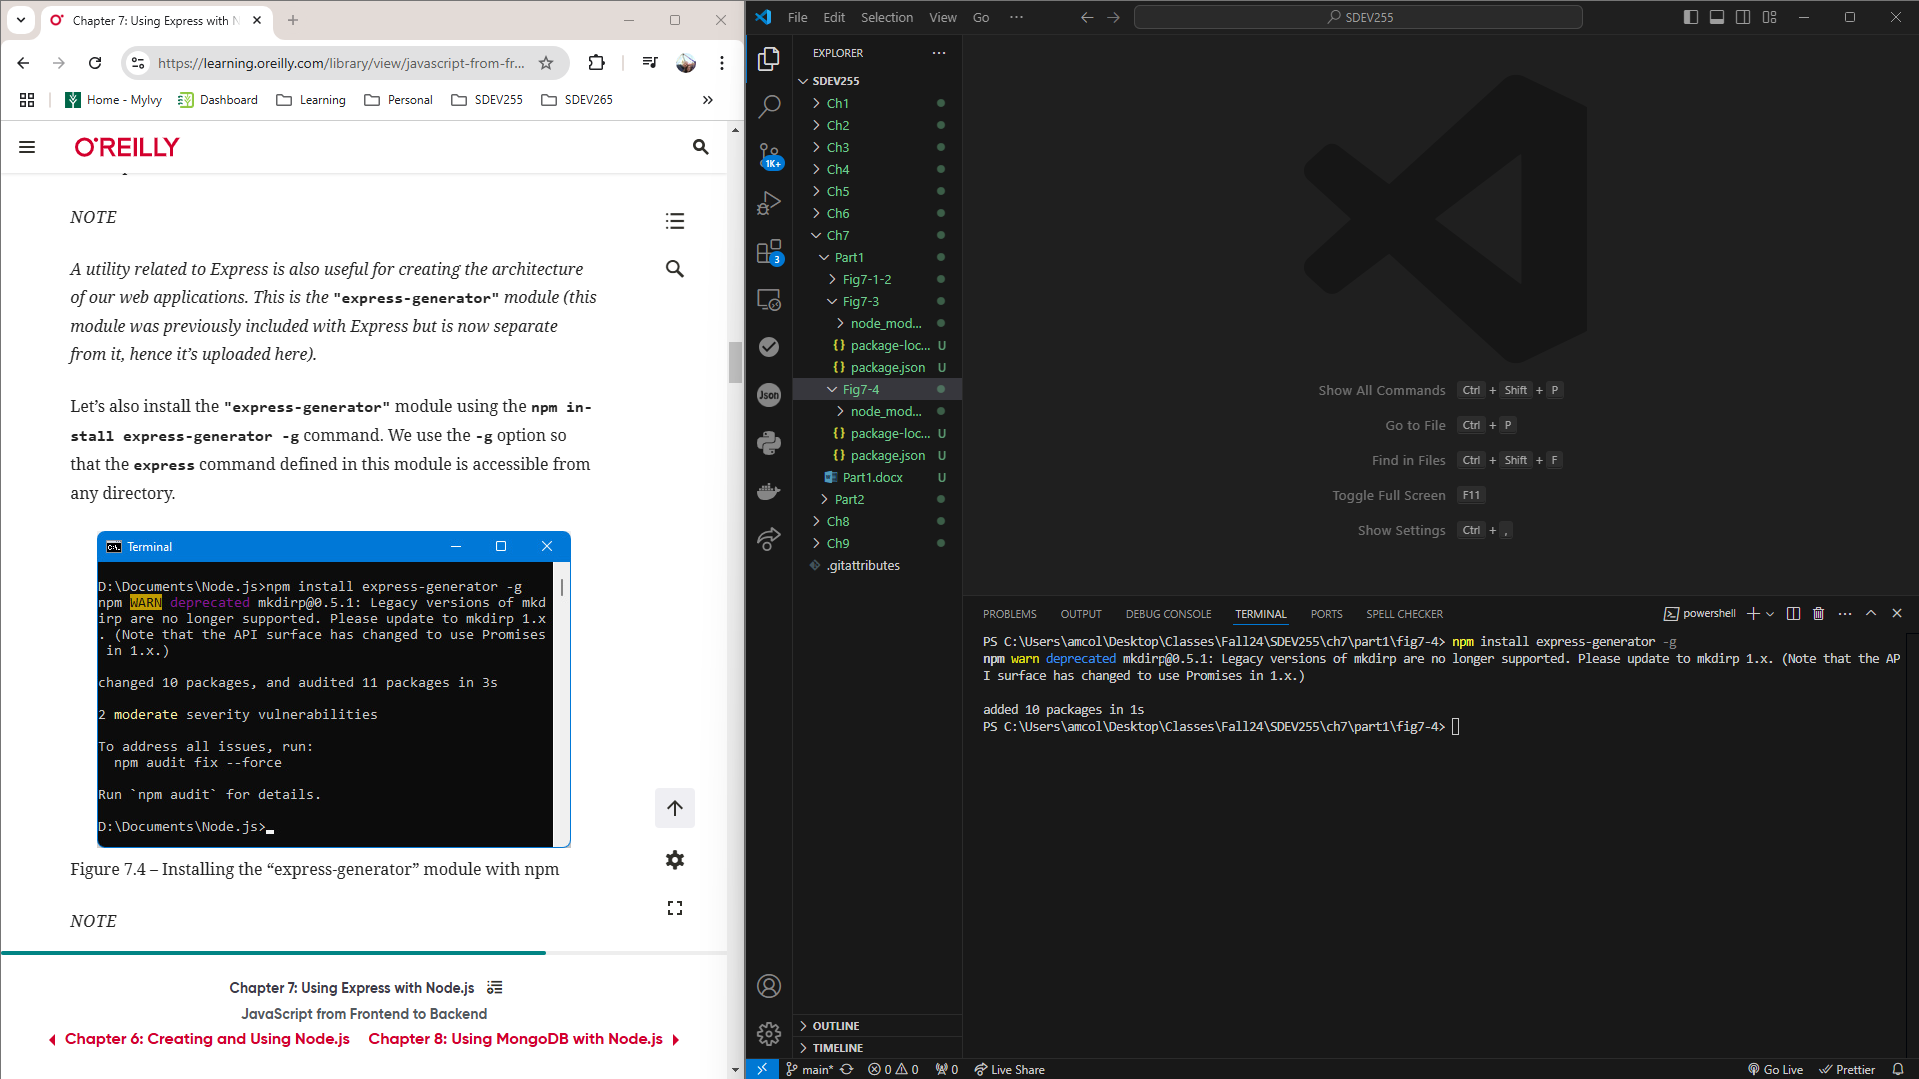 Chapter 7: Using Express with N
https://learning.oreilly.com/library/view/javascript-from-fr...
Home - MyIvy
Dashboard
Learning
Personal
SDEV255
SDEV265
O'REILLY
NOTE
A utility related to Express is also useful for creating the architecture
of our web applications. This is the "express-generator" module (this
module was previously included with Express but is now separate
from it, hence it's uploaded here).
Let's also install the "express-generator" module using the npm in-
stall express-generator -g command. We use the -g option so
that the express command defined in this module is accessible from
any directory.
Terminal
D:\Documents\Node.js>npm install express-generator -g
npm WARN deprecated mkdirp@0.5.1: Legacy versions of mkd
irp are no longer supported. Please update to mkdirp 1.x
. (Note that the API surface has changed to use Promises
in 1.x.)
changed 10 packages, and audited 11 packages in 3s
2 moderate severity vulnerabilities
To address all issues, run:
npm audit fix --force
Run `npm audit` for details.
D:\Documents\Node.js>
Figure 7.4 – Installing the “express-generator” module with npm
NOTE
Chapter 7: Using Express with Node.js
JavaScript from Frontend to Backend
Chapter 6: Creating and Using Node.js
Chapter 8: Using MongoDB with Node.js
File Edit Selection View Go ...
SDEV255
EXPLORER
SDEV255
Ch1
Ch2
Ch3
Ch4
Ch5
Ch6
Ch7
Part1
Fig7-1-2
Fig7-3
node_mod...
{} package-loc... U
{} package.json U
Fig7-4
node_mod...
{} package-loc... U
{} package.json U
Part1.docx U
Part2
Ch8
Ch9
.gitattributes
OUTLINE
TIMELINE
1K+
3
Json
Show All Commands Ctrl + Shift + P
Go to File Ctrl + P
Find in Files Ctrl + Shift + F
Toggle Full Screen F11
Show Settings Ctrl + ,
PROBLEMS OUTPUT DEBUG CONSOLE TERMINAL PORTS SPELL CHECKER
powershell
PS C:\Users\amcol\Desktop\Classes\Fall24\SDEV255\ch7\part1\fig7-4> npm install express-generator -g
npm warn deprecated mkdirp@0.5.1: Legacy versions of mkdirp are no longer supported. Please update to mkdirp 1.x. (Note that the AP
I surface has changed to use Promises in 1.x.)
added 10 packages in 1s
PS C:\Users\amcol\Desktop\Classes\Fall24\SDEV255\ch7\part1\fig7-4>
main* 0 0 0 Live Share
Go Live Prettier